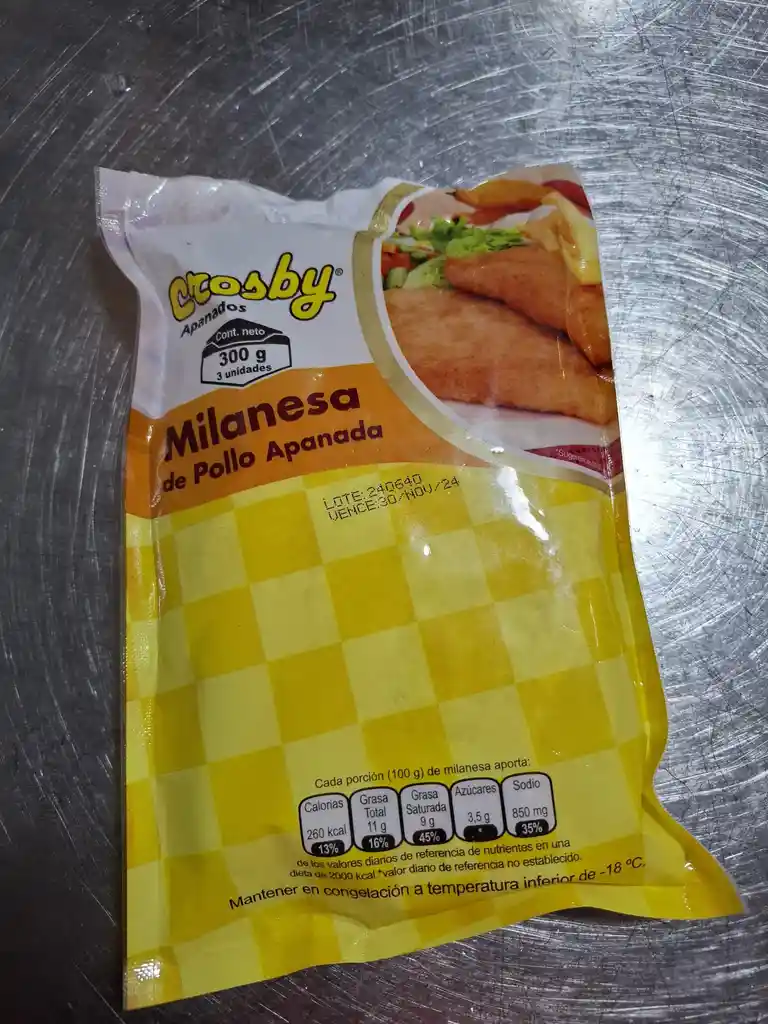 Crosby®
Apanados
Cont. neto
300 g
3 unidades
Milanesa
de Pollo Apanada
LOTE:240640
VENCE:30/NOV/24
Cada porción (100 g) de milanesa aporta:
Calorías
260 kcal
13%
Grasa
Total
11 g
16%
Grasa
Saturada
9 g
45%
Azúcares
3,5 g
*
Sodio
850 mg
35%
de los valores diarios de referencia de nutrientes en una
dieta de 2000 kcal *valor diario de referencia no establecido.
Mantener en congelación a temperatura inferior de -18 ºC.